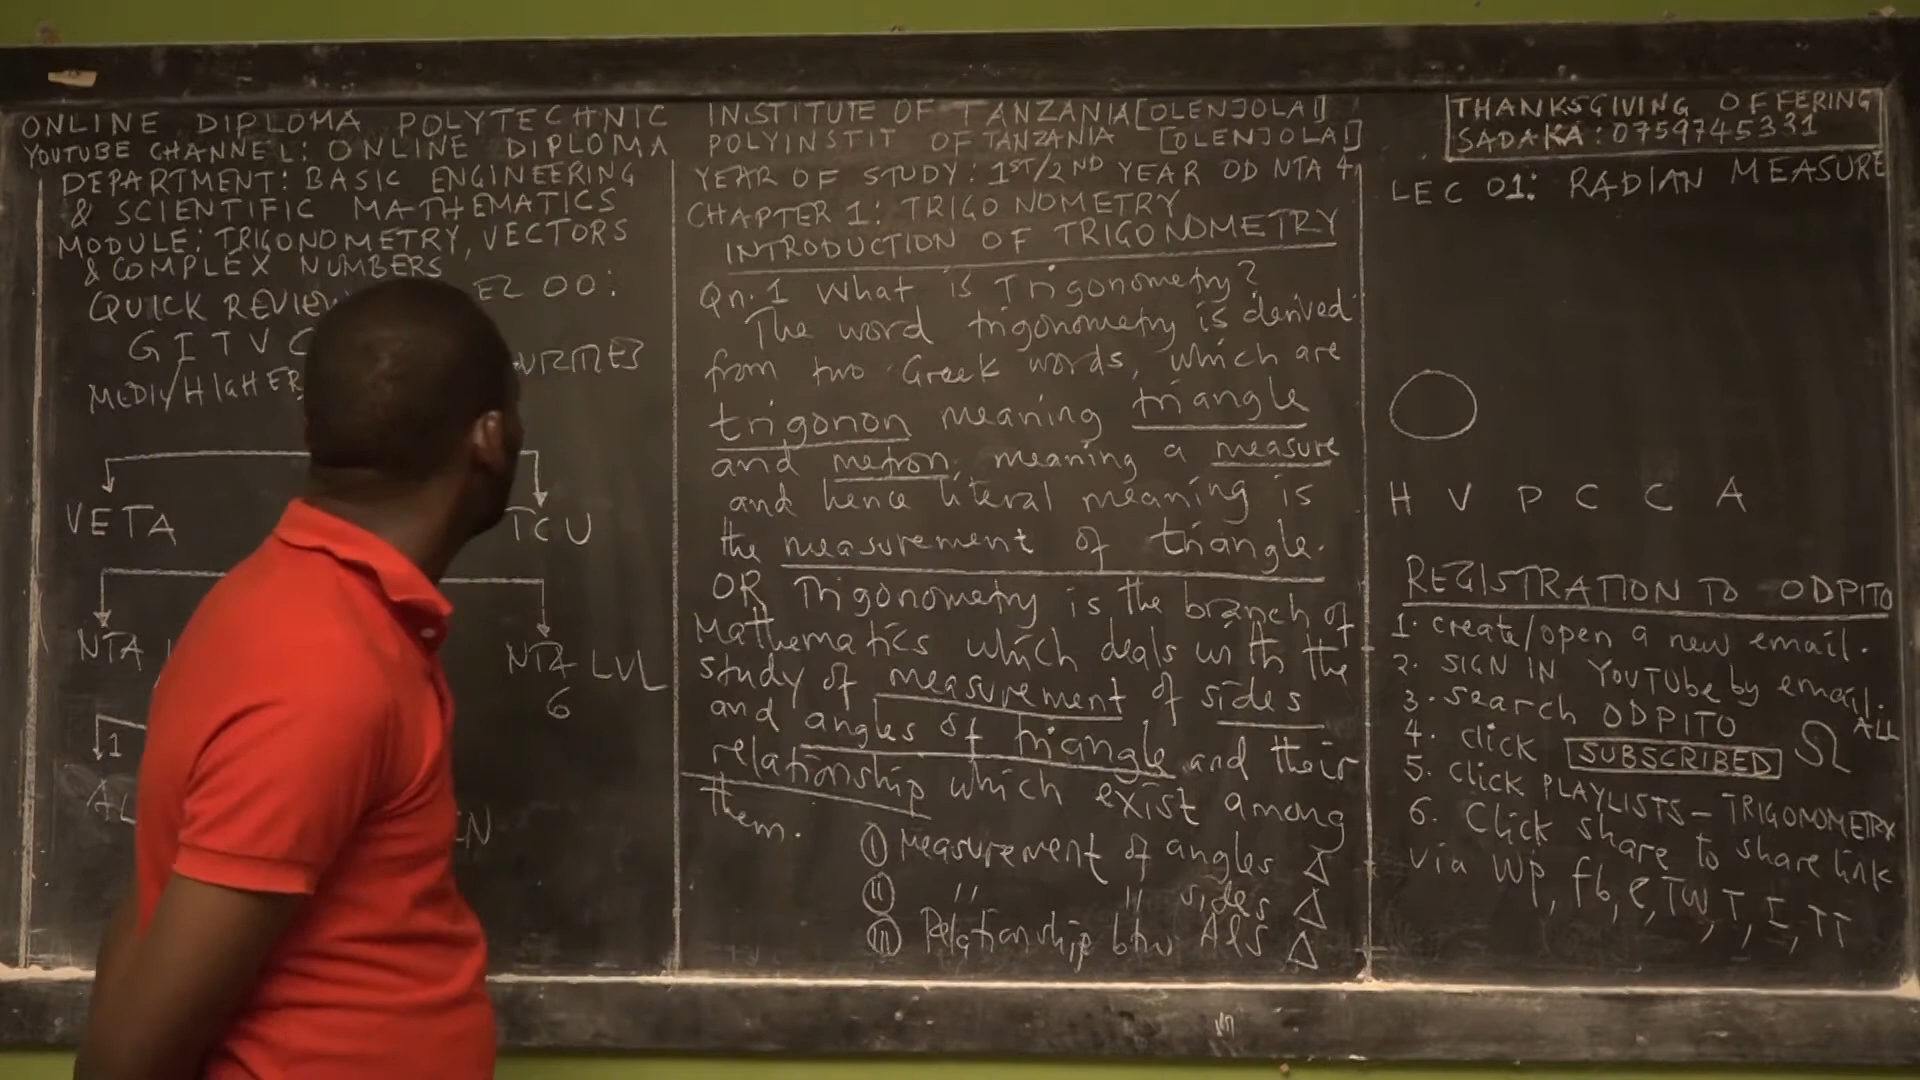 ONLINE DIPLOMA POLYTECHNIC INSTITUTE OF TANZANIA [OLENJOLAI]
YOUTUBE CHANNEL: ONLINE DIPLOMA POLYINSTIT OF TANZANIA [OLENJOLAI]
DEPARTMENT: BASIC ENGINEERING
& SCIENTIFIC MATHEMATICS
MODULE: TRIGONOMETRY, VECTORS
& COMPLEX NUMBERS
QUICK REVIEW 00:
G I T V C
MEDIV/HIGHER
VETA TCU
NTA NTA LVL
6
1
YEAR OF STUDY: 1ST/2ND YEAR OD NTA 4
CHAPTER 1: TRIGONOMETRY
INTRODUCTION OF TRIGONOMETRY
Qn. 1 What is Trigonometry?
The word trigonometry is derived
from two Greek words, which are
trigonon meaning triangle
and metron, meaning a measure
and hence literal meaning is
the measurement of triangle.
OR Trigonometry is the branch of
Mathematics which deals with the
study of measurement of sides
and angles of triangle and their
relationship which exist among
them.
(i) Measurement of angles Δ
(ii) " " sides Δ
(iii) Relationship btw A/S Δ
THANKSGIVING OFFERING
SADAKA: 0759745331
LEC 01: RADIAN MEASURE
H V P C C A
REGISTRATION TO ODPITO
1. create/open a new email.
2. SIGN IN YOUTUBE by email.
3. Search ODPITO
4. click SUBSCRIBED ALL
5. click PLAYLISTS - TRIGONOMETRY
6. Click share to share link
via Wp, fb, e, TW, T, I, TT